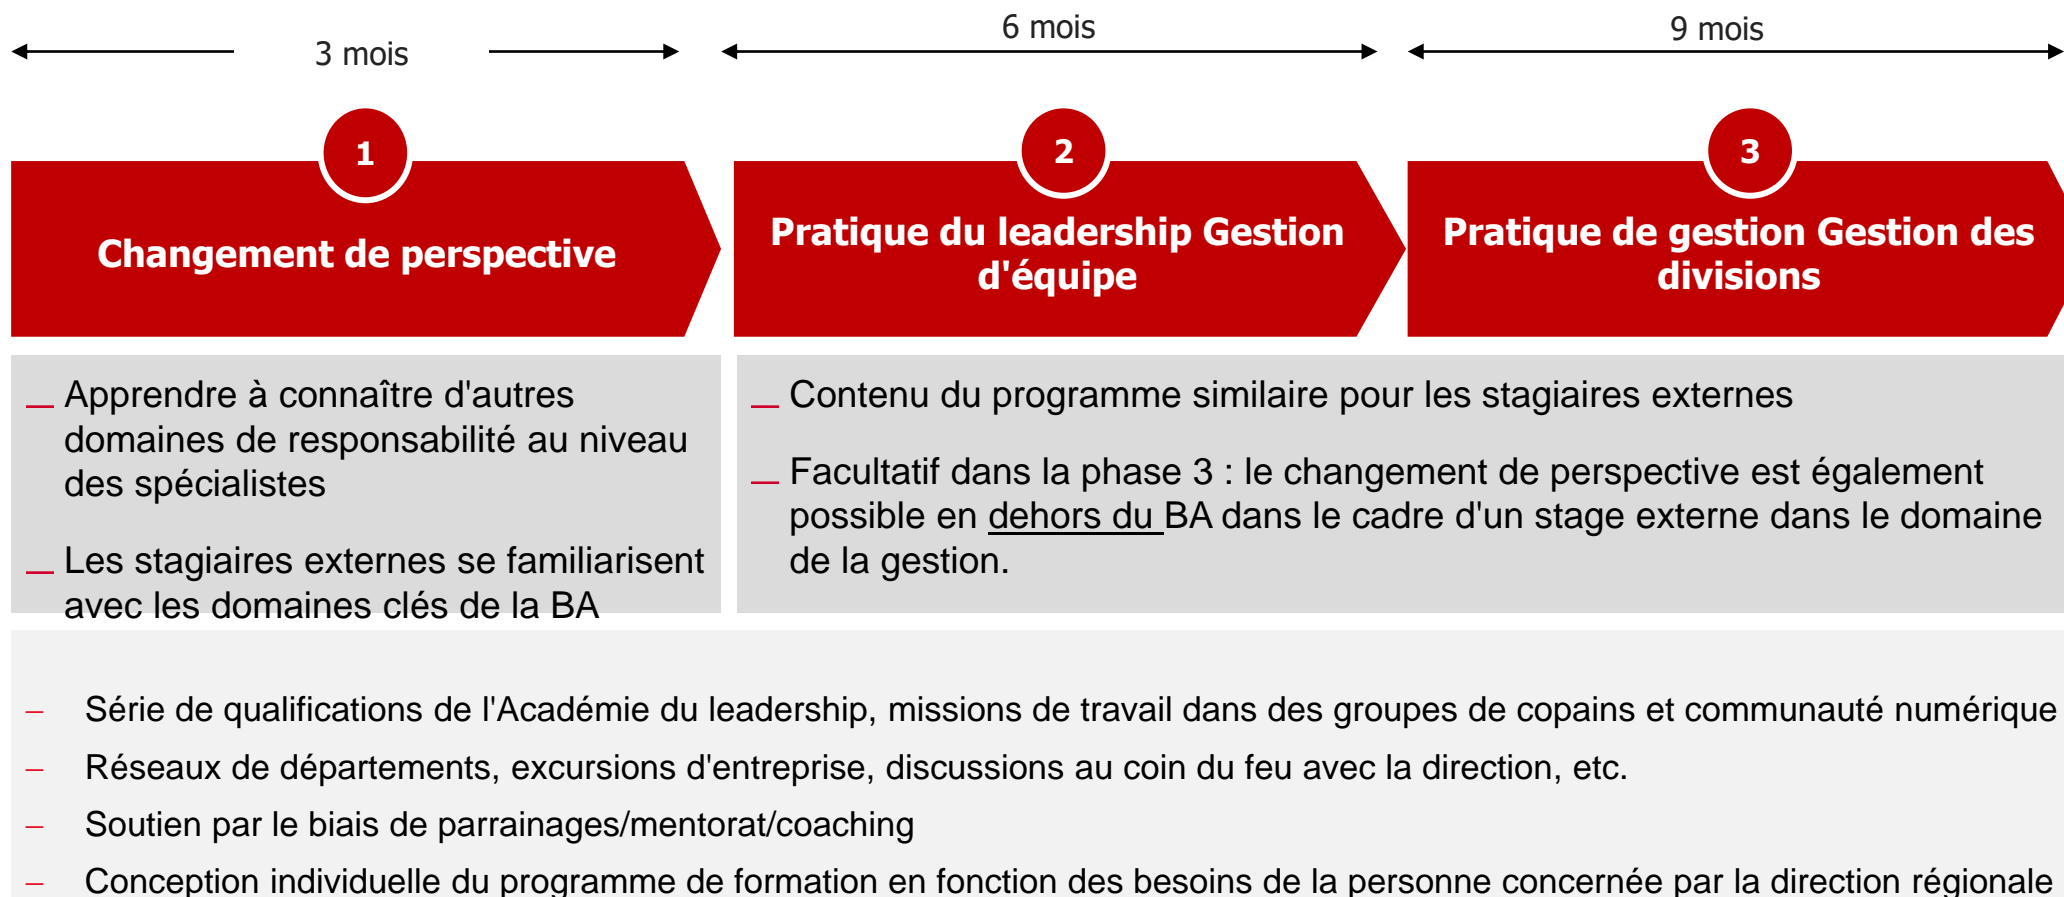 3 mois
6 mois
9 mois
1
2
3
Changement de perspective
Pratique du leadership Gestion
d'équipe
Pratique de gestion Gestion des
divisions
Apprendre à connaître d'autres
domaines de responsabilité au niveau
des spécialistes
Les stagiaires externes se familiarisent
avec les domaines clés de la BA
Contenu du programme similaire pour les stagiaires externes
Facultatif dans la phase 3 : le changement de perspective est également
possible en dehors du BA dans le cadre d'un stage externe dans le domaine
de la gestion.
– Série de qualifications de l'Académie du leadership, missions de travail dans des groupes de copains et communauté numérique
– Réseaux de départements, excursions d'entreprise, discussions au coin du feu avec la direction, etc.
– Soutien par le biais de parrainages/mentorat/coaching
– Conception individuelle du programme de formation en fonction des besoins de la personne concernée par la direction régionale